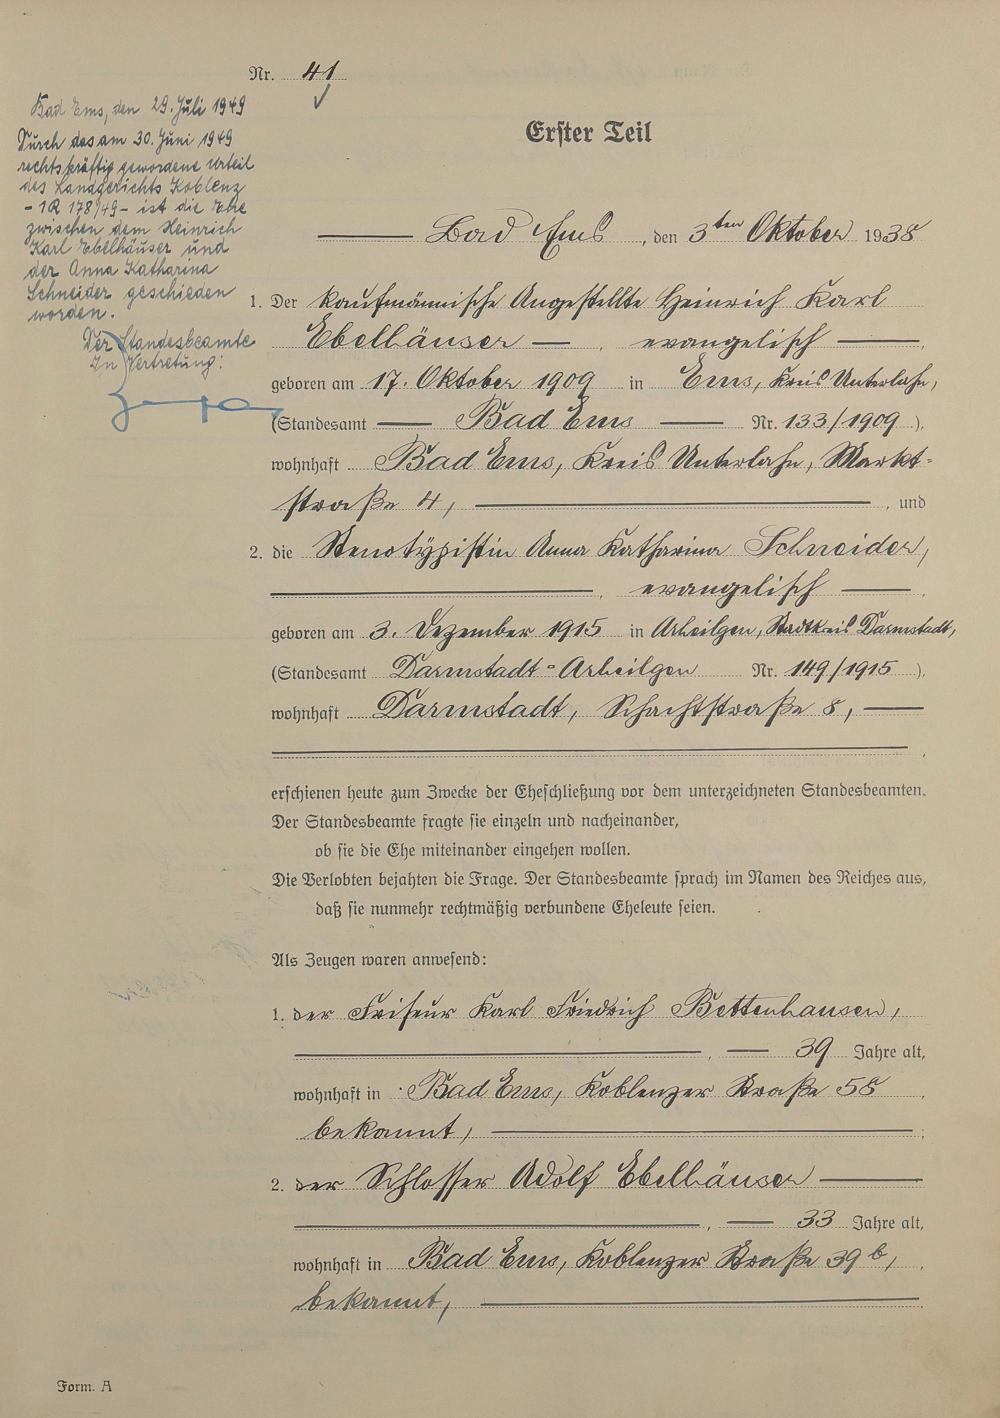 Nr. 41
Bad Ems, den 29. Juli 1949
Durch das am 30. Juni 1949
rechtskräftig gewordene Urteil
des Landgerichts Koblenz
- 1R 178/49 - ist die Ehe
zwischen dem Heinrich
Karl Ebelhäuser und
der Anna Katharina
Schneider geschieden
worden.
Der Standesbeamte
In Vertretung:
Erster Teil
Bad Ems, den 3ten Oktober 1938
1. Der kaufmännische Angestellte Heinrich Karl
Ebelhäuser —, evangelisch —,
geboren am 17. Oktober 1909 in Ems, Kreis Unterlahn,
(Standesamt — Bad Ems — Nr. 133/1909),
wohnhaft Bad Ems, Kreis Unterlahn, Markt-
straße 4, —, und
2. die Stenotypistin Anna Katharina Schneider,
—, evangelisch —,
geboren am 3. Dezember 1915 in Arheilgen, Stadtkreis Darmstadt,
(Standesamt Darmstadt-Arheilgen Nr. 149/1915),
wohnhaft Darmstadt, Schachtstraße 8, —
erschienen heute zum Zwecke der Eheschließung vor dem unterzeichneten Standesbeamten.
Der Standesbeamte fragte sie einzeln und nacheinander,
ob sie die Ehe miteinander eingehen wollen.
Die Verlobten bejahten die Frage. Der Standesbeamte sprach im Namen des Reiches aus,
daß sie nunmehr rechtmäßig verbundene Eheleute seien.
Als Zeugen waren anwesend:
1. der Friseur Karl Friedrich Bettenhausen,
—, — 39 Jahre alt,
wohnhaft in Bad Ems, Koblenzer Straße 58
bekannt, —;
2. der Schlosser Adolf Ebelhäuser —
—, — 33 Jahre alt,
wohnhaft in Bad Ems, Koblenzer Straße 39 b,
bekannt, —
Form. A